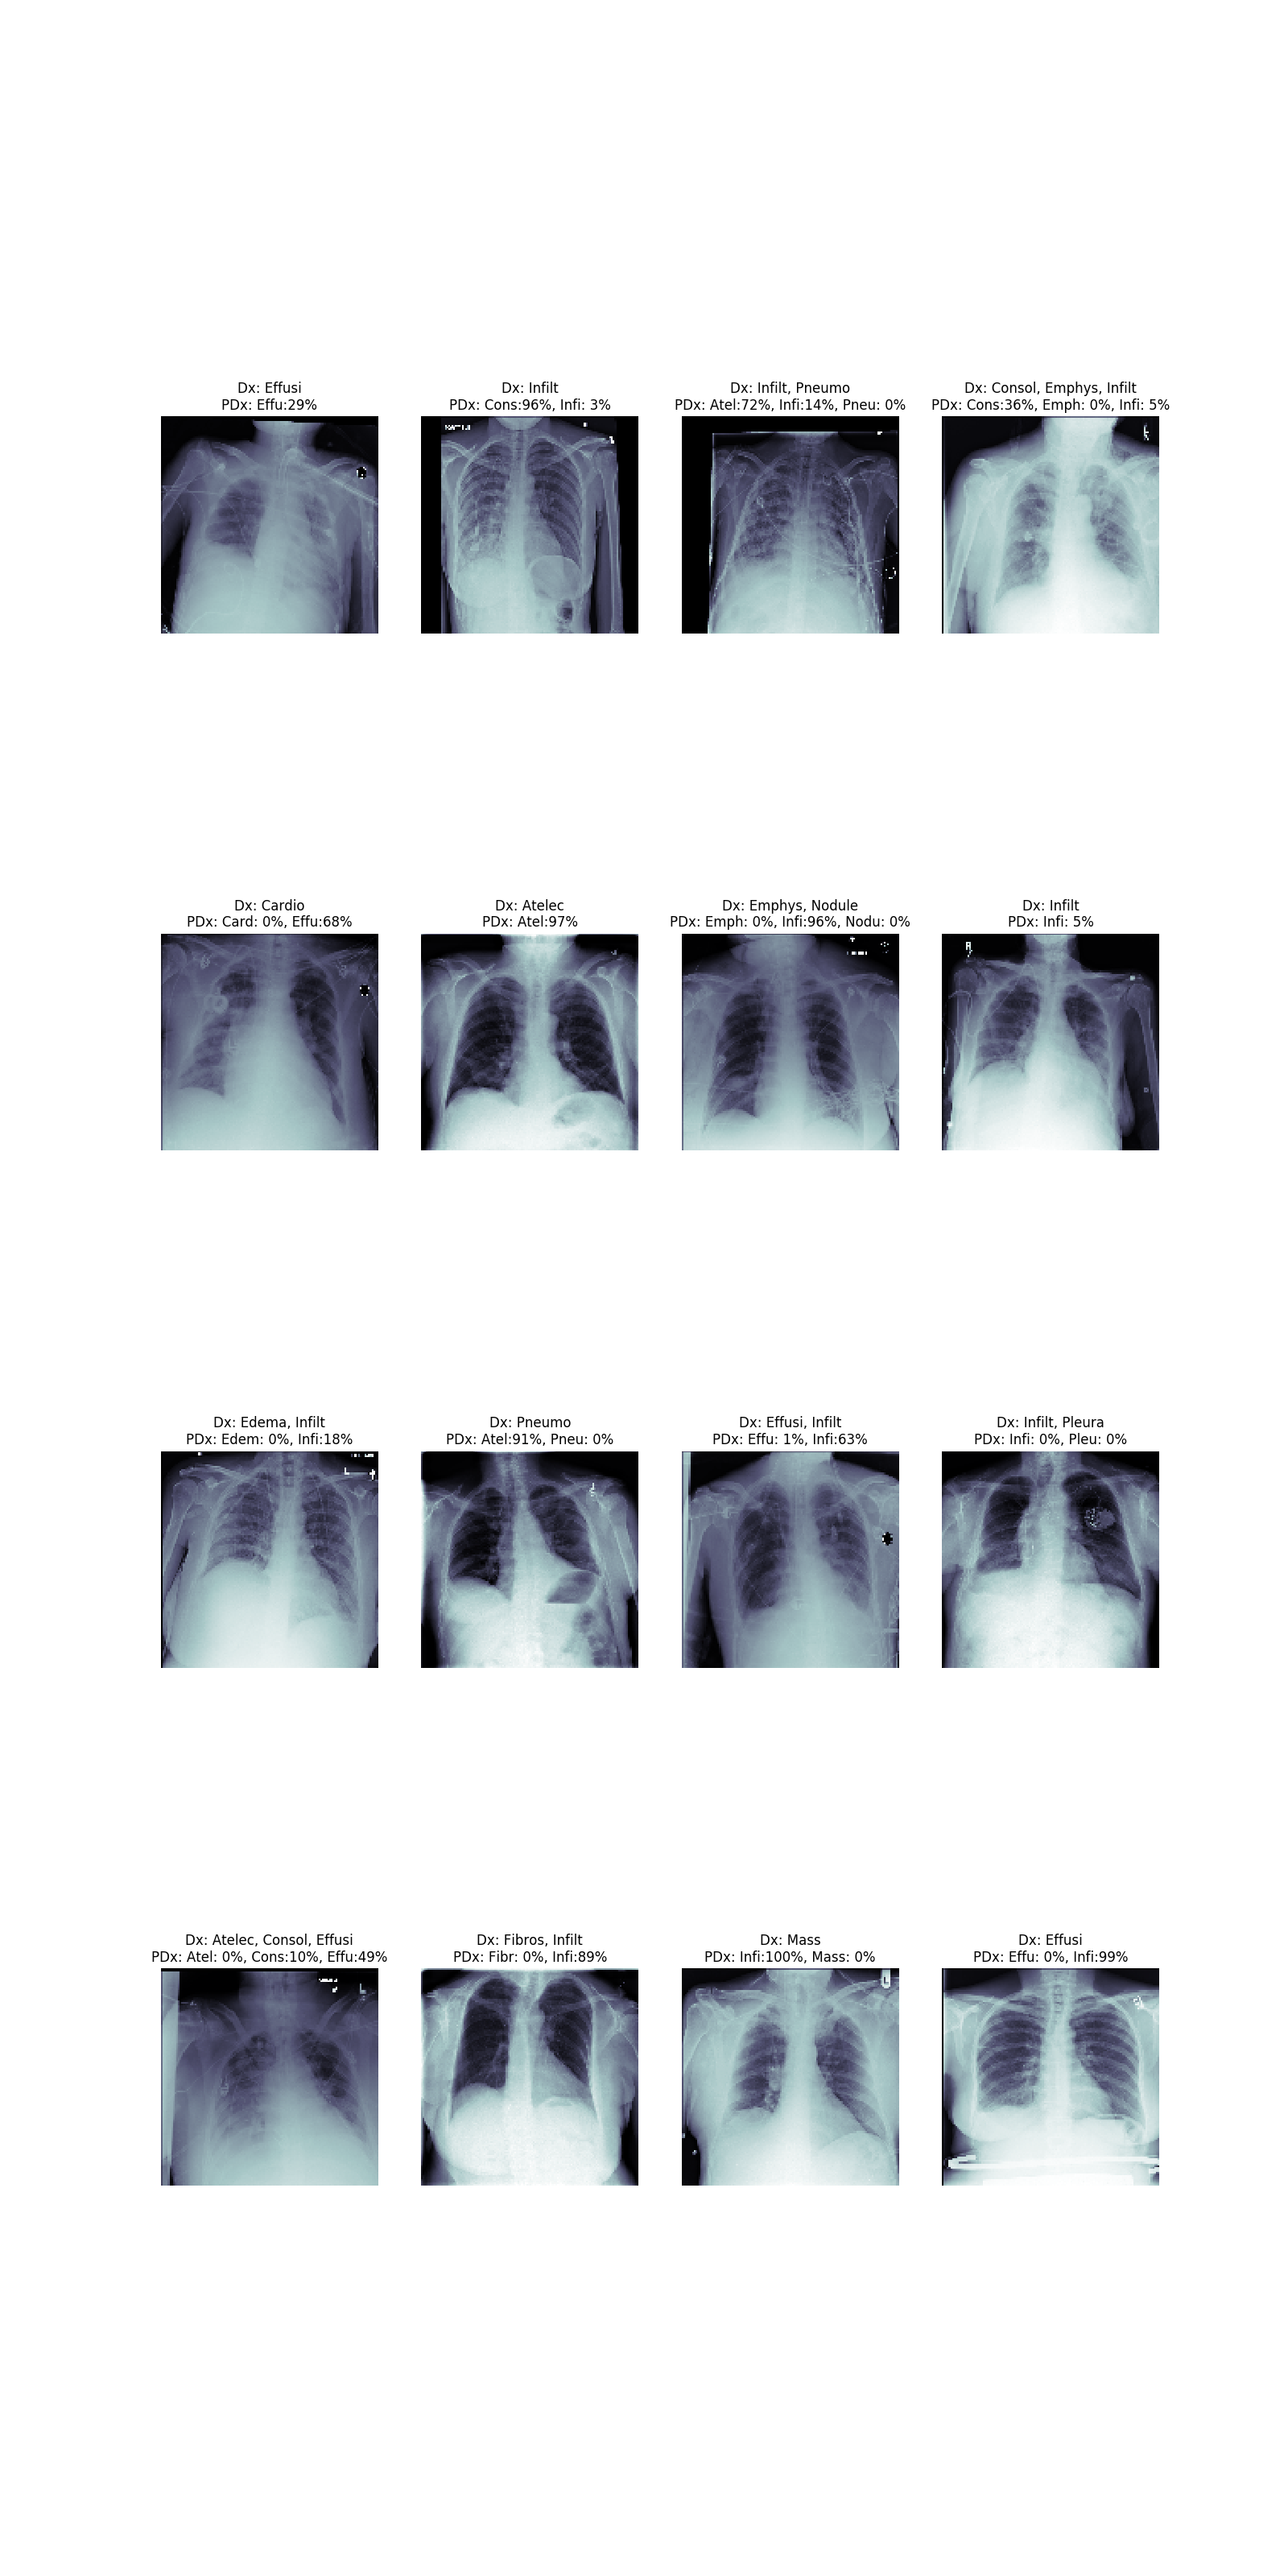 Dx: Effusi
PDx: Effu:29%
Dx: Infilt
PDx: Cons:96%, Infi: 3%
Dx: Infilt, Pneumo
PDx: Atel:72%, Infi:14%, Pneu: 0%
Dx: Consol, Emphys, Infilt
PDx: Cons:36%, Emph: 0%, Infi: 5%
Dx: Cardio
PDx: Card: 0%, Effu:68%
Dx: Atelec
PDx: Atel:97%
Dx: Emphys, Nodule
PDx: Emph: 0%, Infi:96%, Nodu: 0%
Dx: Infilt
PDx: Infi: 5%
Dx: Edema, Infilt
PDx: Edem: 0%, Infi:18%
L
Dx: Pneumo
PDx: Atel:91%, Pneu: 0%
Dx: Effusi, Infilt
PDx: Effu: 1%, Infi:63%
Dx: Infilt, Pleura
PDx: Infi: 0%, Pleu: 0%
Dx: Atelec, Consol, Effusi
PDx: Atel: 0%, Cons:10%, Effu:49%
L
Dx: Fibros, Infilt
PDx: Fibr: 0%, Infi:89%
Dx: Mass
PDx: Infi:100%, Mass: 0%
L
Dx: Effusi
PDx: Effu: 0%, Infi:99%